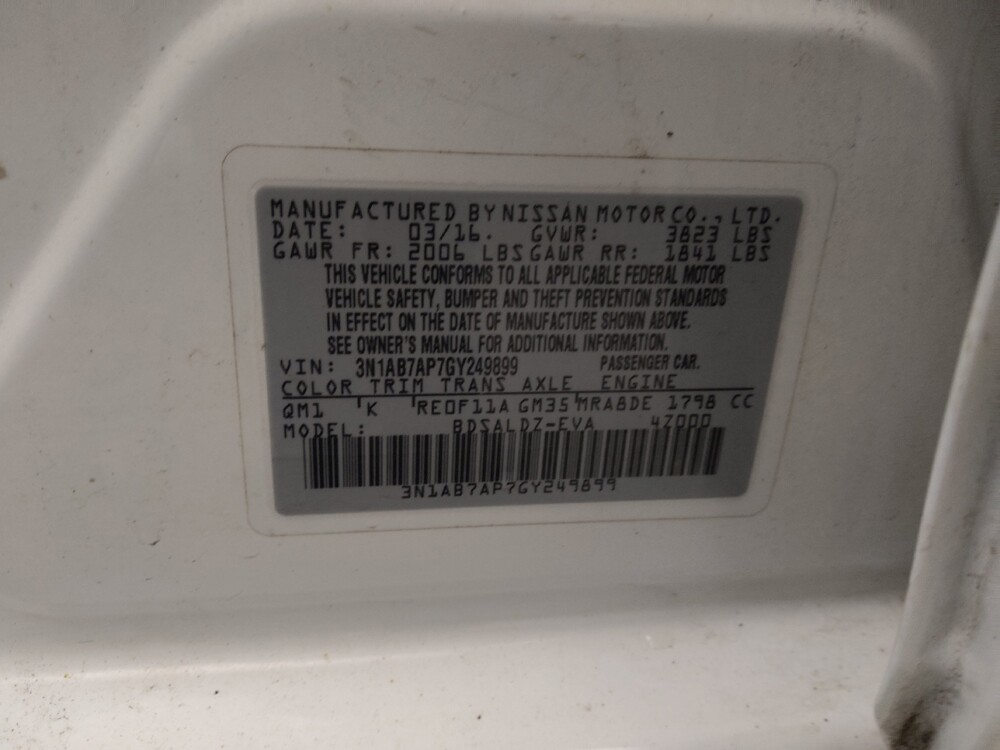 MANUFACTURED BY NISSAN MOTOR CO., LTD.
DATE: 03/16. GVWR: 3823 LBS
GAWR FR: 2006 LBS GAWR RR: 1841 LBS
THIS VEHICLE CONFORMS TO ALL APPLICABLE FEDERAL MOTOR
VEHICLE SAFETY, BUMPER AND THEFT PREVENTION STANDARDS
IN EFFECT ON THE DATE OF MANUFACTURE SHOWN ABOVE.
SEE OWNER'S MANUAL FOR ADDITIONAL INFORMATION.
VIN: 3N1AB7AP7GY249899 PASSENGER CAR.
COLOR TRIM TRANS AXLE ENGINE
QM1 K RE0F11A GM35 MRA8DE 1798 CC
MODEL: BDSALDZ-EVA 4Z000
3N1AB7AP7GY249899